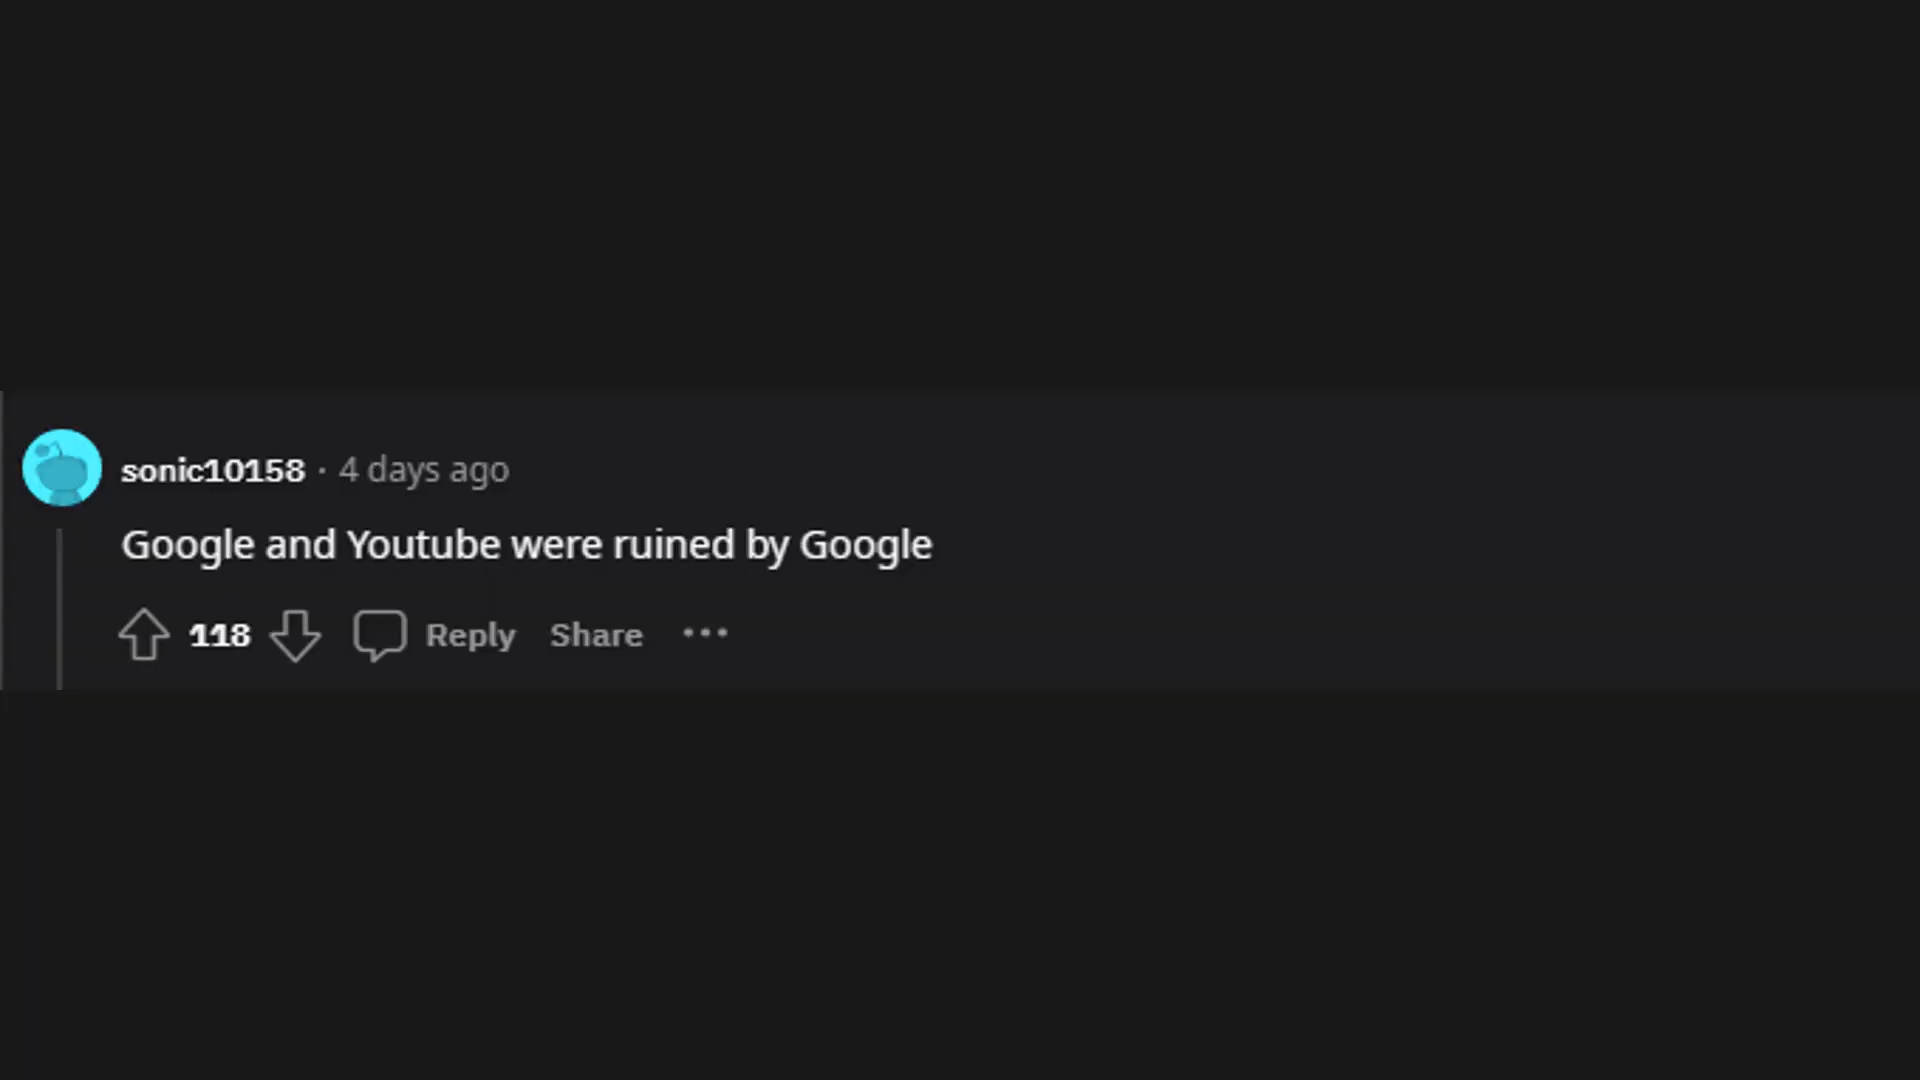 sonic10158 · 4 days ago
Google and Youtube were ruined by Google
118 Reply Share ···